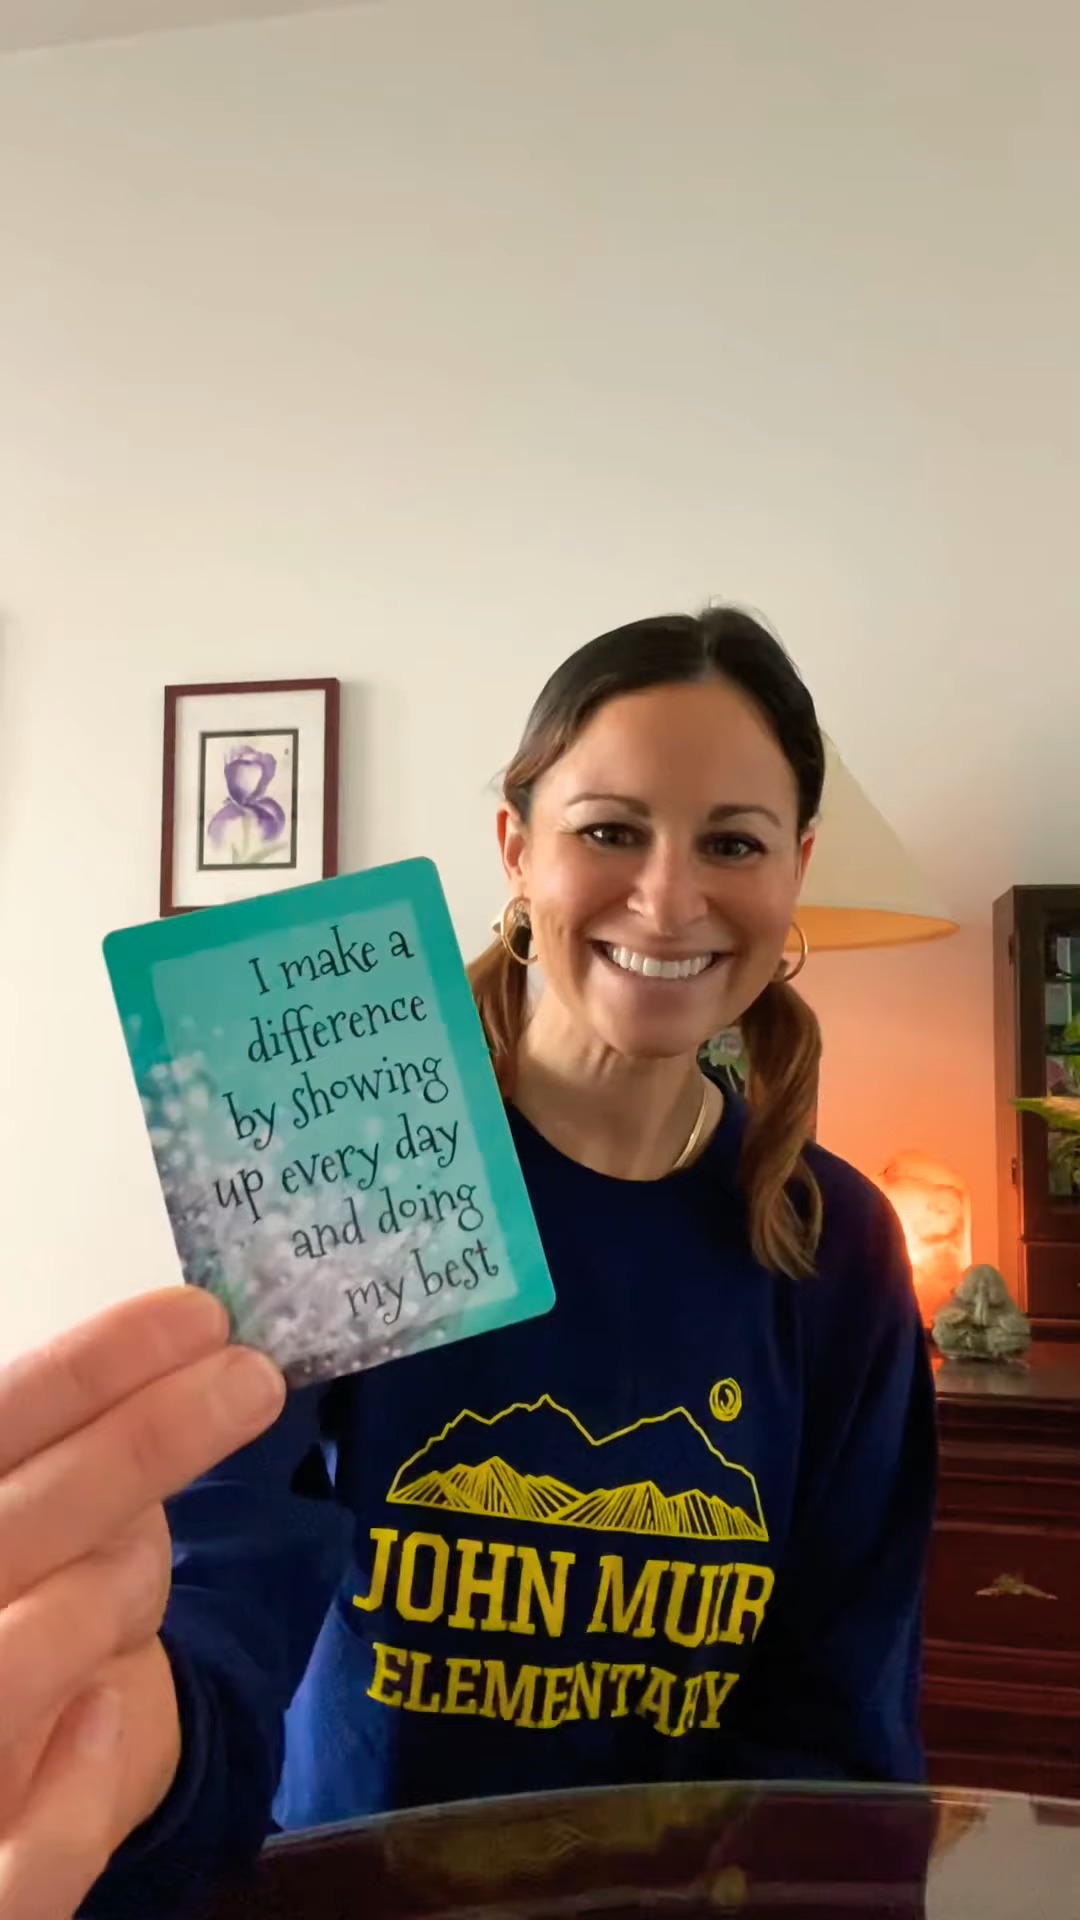 I make a
difference
by showing
up every day
and doing
my best
JOHN MUIR
ELEMENTARY